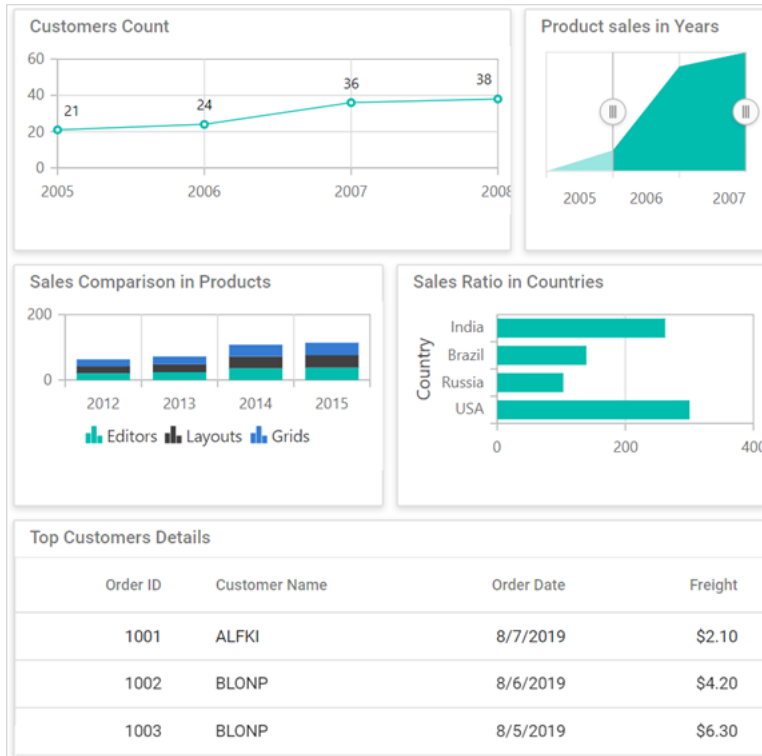 Customers Count
60
40
20
0
21
24
36
38
2005 2006 2007 2008
Product sales in Years
2005 2006 2007
Sales Comparison in Products
200
0
2012 2013 2014 2015
Editors Layouts Grids
Sales Ratio in Countries
Country
India
Brazil
Russia
USA
0 200 400
Top Customers Details
Order ID Customer Name Order Date Freight
1001 ALFKI 8/7/2019 $2.10
1002 BLONP 8/6/2019 $4.20
1003 BLONP 8/5/2019 $6.30